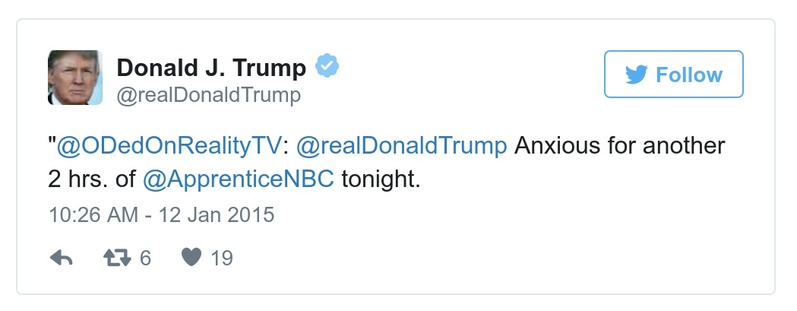 Donald J. Trump
@realDonaldTrump
Follow
"@ODedOnRealityTV: @realDonaldTrump Anxious for another
2 hrs. of @ApprenticeNBC tonight.
10:26 AM - 12 Jan 2015
6 19